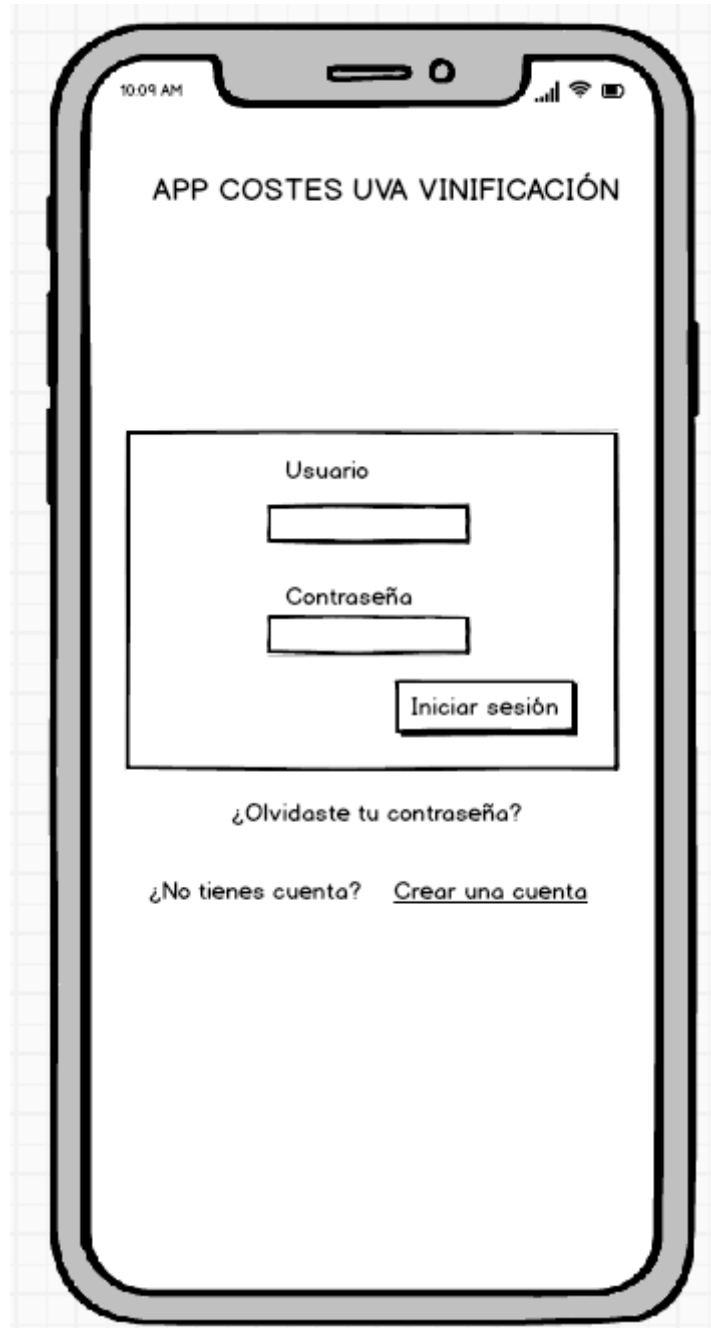 10:09 AM
APP COSTES UVA VINIFICACIÓN
Usuario
Contraseña
Iniciar sesión
¿Olvidaste tu contraseña?
¿No tienes cuenta? Crear una cuenta